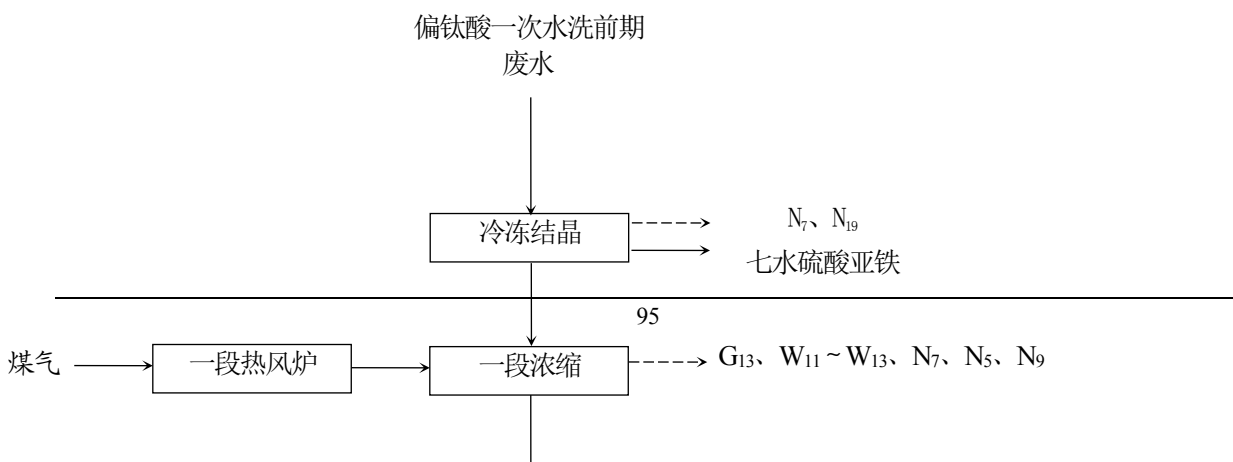 偏钛酸一次水洗前期
废水
冷冻结晶
N₇、N₁₉
七水硫酸亚铁
95
煤气
一段热风炉
一段浓缩
G₁₃、W₁₁~W₁₃、N₇、N₅、N₉